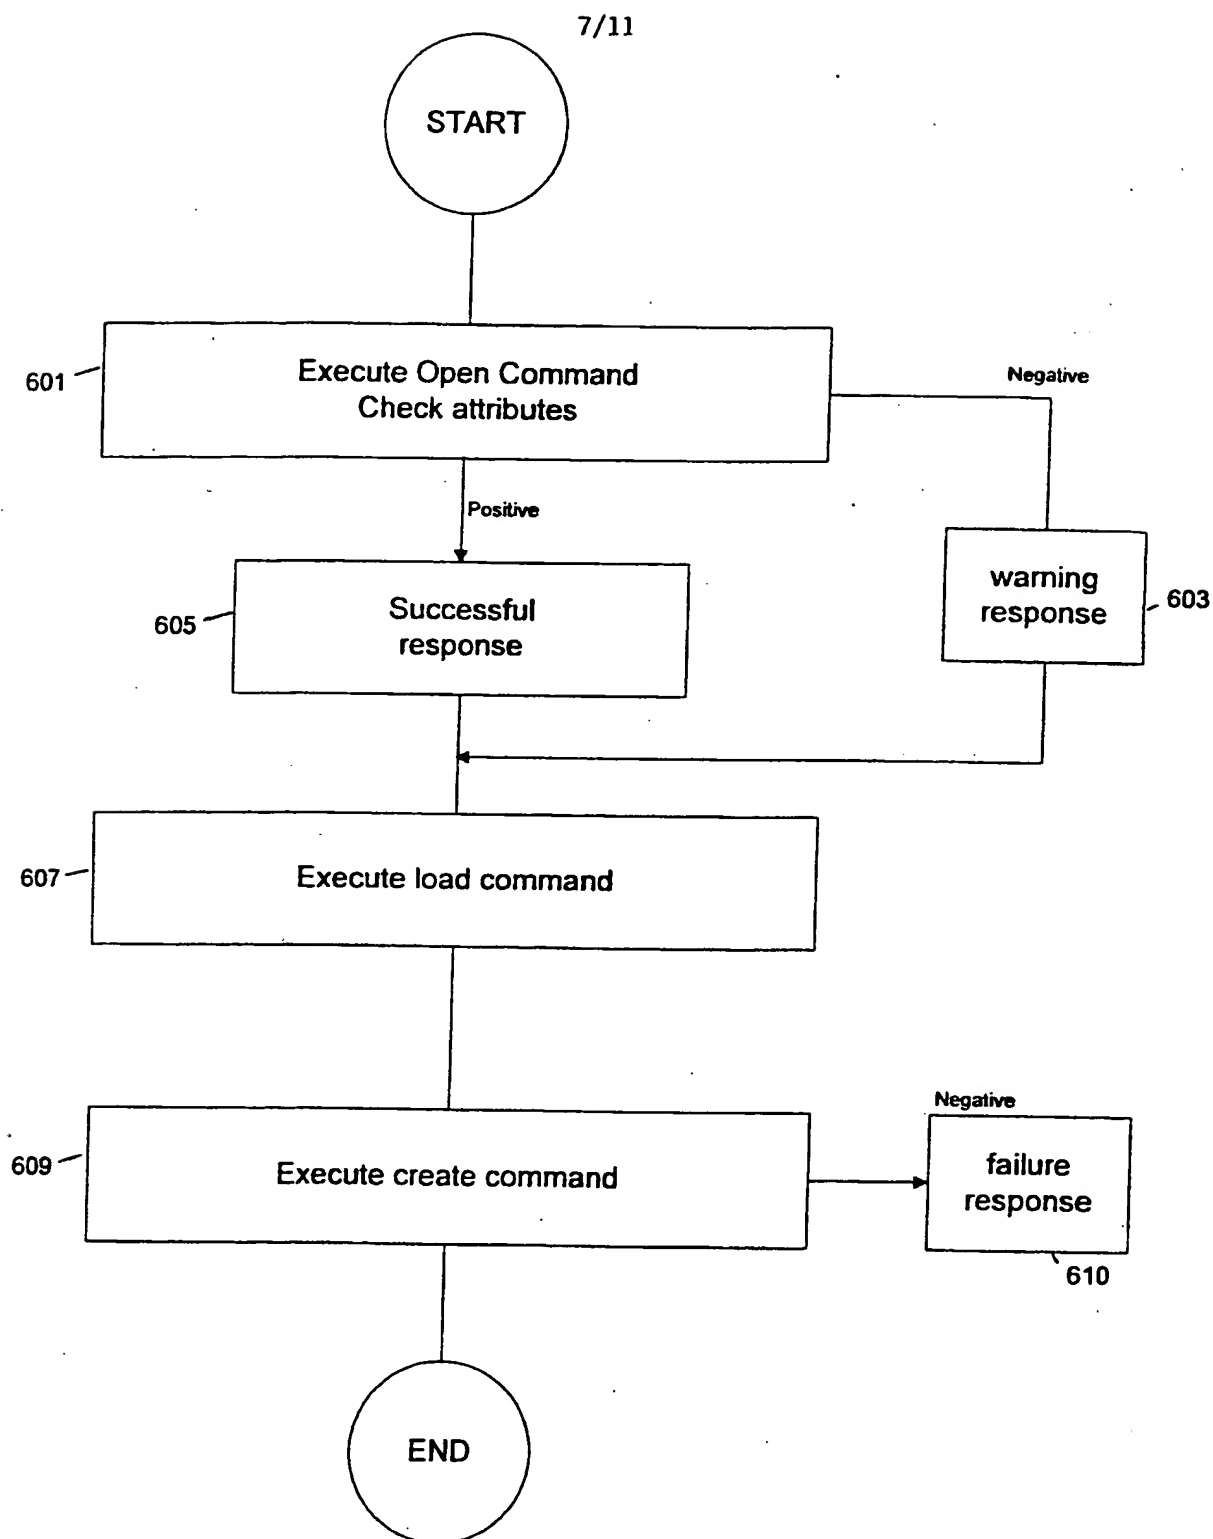 7/11
START
601
Execute Open Command
Check attributes
Negative
Positive
605
Successful
response
warning
response
603
607
Execute load command
609
Execute create command
Negative
failure
response
610
END